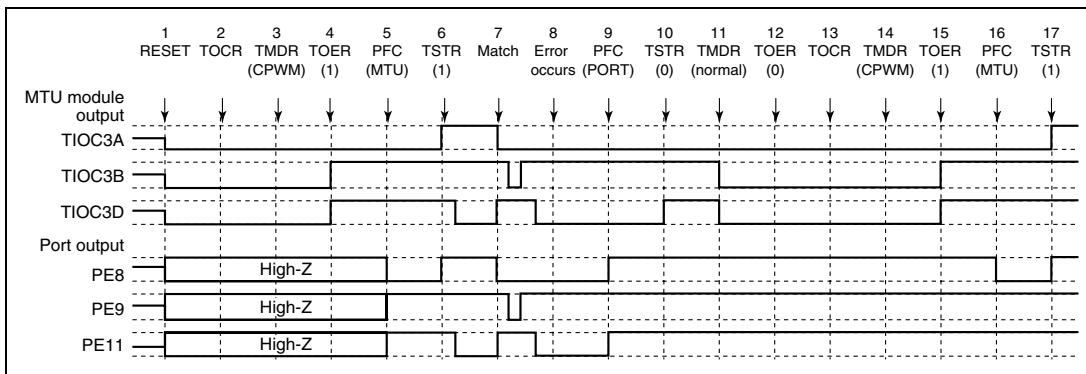 1 2 3 4 5 6 7 8 9 10 11 12 13 14 15 16 17
RESET TOCR TMDR TOER PFC TSTR Match Error PFC TSTR TMDR TOER TOCR TMDR TOER PFC TSTR
(CPWM) (1) (MTU) (1) occurs (PORT) (0) (normal) (0) (CPWM) (1) (MTU) (1)
MTU module
output
TIOC3A
TIOC3B
TIOC3D
Port output
PE8 High-Z
PE9 High-Z
PE11 High-Z